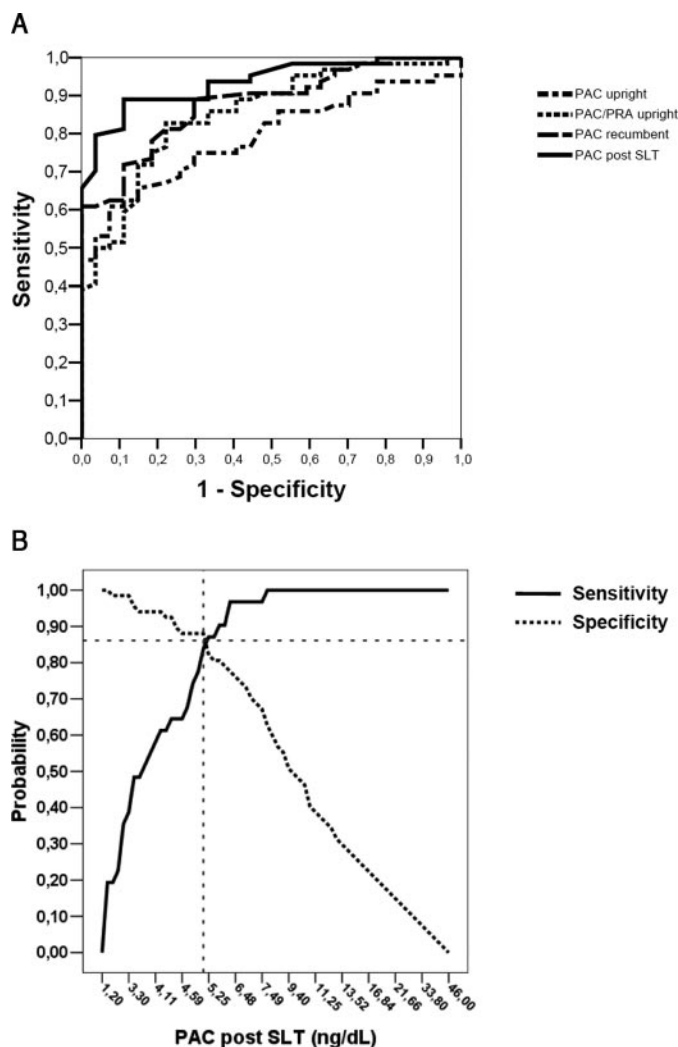 A
1,0
0,9
0,8
0,7
0,6
0,5
0,4
0,3
0,2
0,1
0,0
Sensitivity
0,0 0,1 0,2 0,3 0,4 0,5 0,6 0,7 0,8 0,9 1,0
1 - Specificity
PAC upright
PAC/PRA upright
PAC recumbent
PAC post SLT
B
1,00
0,90
0,80
0,70
0,60
0,50
0,40
0,30
0,20
0,10
0,00
Probability
1,20 3,30 4,11 4,59 5,25 6,48 7,49 9,40 11,25 13,52 16,84 21,66 33,80 46,00
PAC post SLT (ng/dL)
Sensitivity
Specificity